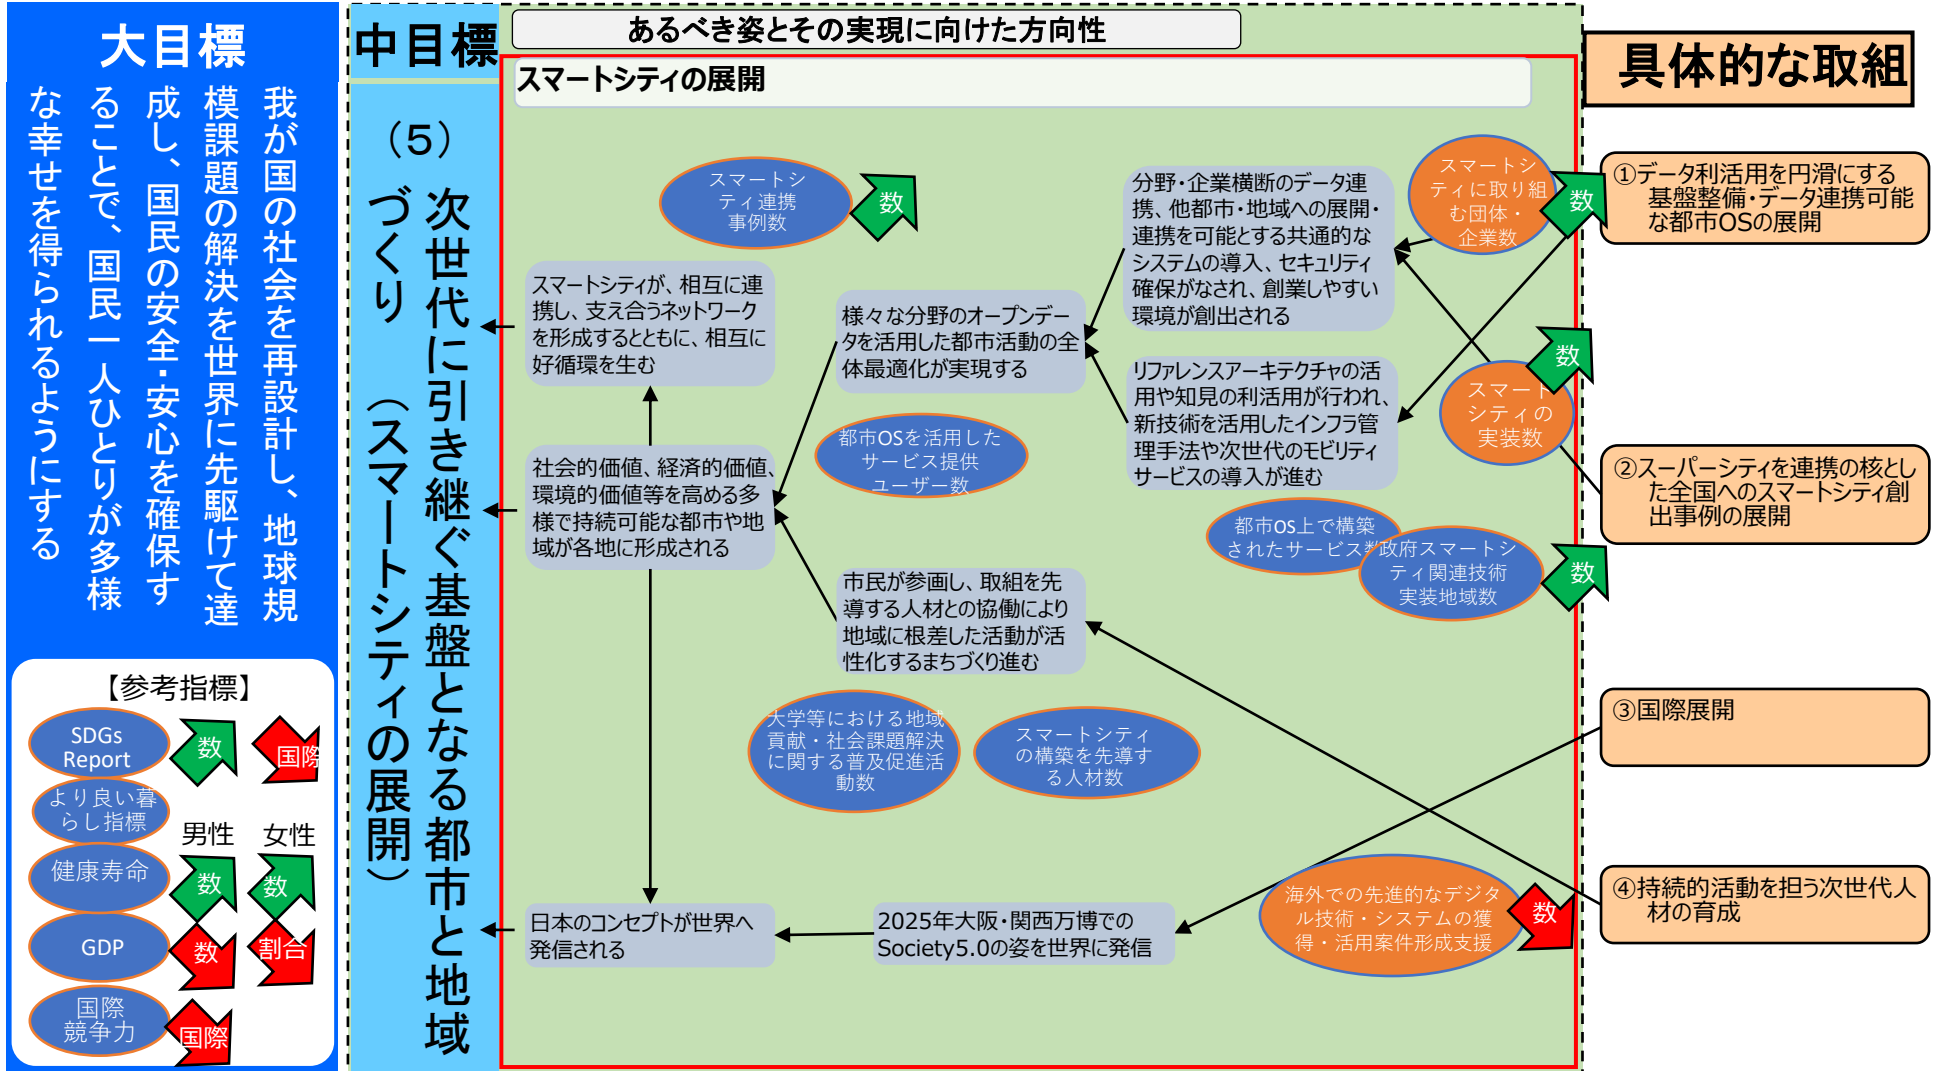 大目標
我が国の社会を再設計し、地球規
模課題の解決を世界に先駆けて達
成し、国民の安全・安心を確保す
ることで、国民一人ひとりが多様
な幸せを得られるようにする
【参考指標】
SDGs
Report
数
国際
より良い暮
らし指標
男性
女性
健康寿命
数
数
GDP
数
割合
国際
競争力
国際
中目標
（５）
次世代に引き継ぐ基盤となる都市と地域
づくり
（スマートシティの展開）
あるべき姿とその実現に向けた方向性
スマートシティの展開
スマートシ
ティ連携
事例数
数
スマートシティが、相互に連
携し、支え合うネットワーク
を形成するとともに、相互に
好循環を生む
社会的価値、経済的価値、
環境的価値等を高める多
様で持続可能な都市や地
域が各地に形成される
日本のコンセプトが世界へ
発信される
様々な分野のオープンデー
タを活用した都市活動の全
体最適化が実現する
都市OSを活用した
サービス提供
ユーザー数
市民が参画し、取組を先
導する人材との協働により
地域に根差した活動が活
性化するまちづくり進む
大学等における地域
貢献・社会課題解決
に関する普及促進活
動数
スマートシティ
の構築を先導す
る人材数
2025年大阪・関西万博での
Society5.0の姿を世界に発信
分野・企業横断のデータ連
携、他都市・地域への展開・
連携を可能とする共通的な
システムの導入、セキュリティ
確保がなされ、創業しやすい
環境が創出される
リファレンスアーキテクチャの活
用や知見の利活用が行われ、
新技術を活用したインフラ管
理手法や次世代のモビリティ
サービスの導入が進む
都市OS上で構築
されたサービス数
政府スマートシ
ティ関連技術
実装地域数
数
スマートシ
ティに取り組
む団体・
企業数
数
スマート
シティの
実装数
数
海外での先進的なデジタ
ル技術・システムの獲
得・活用案件形成支援
数
具体的な取組
①データ利活用を円滑にする
基盤整備・データ連携可能
な都市OSの展開
②スーパーシティを連携の核とし
た全国へのスマートシティ創
出事例の展開
③国際展開
④持続的活動を担う次世代人
材の育成